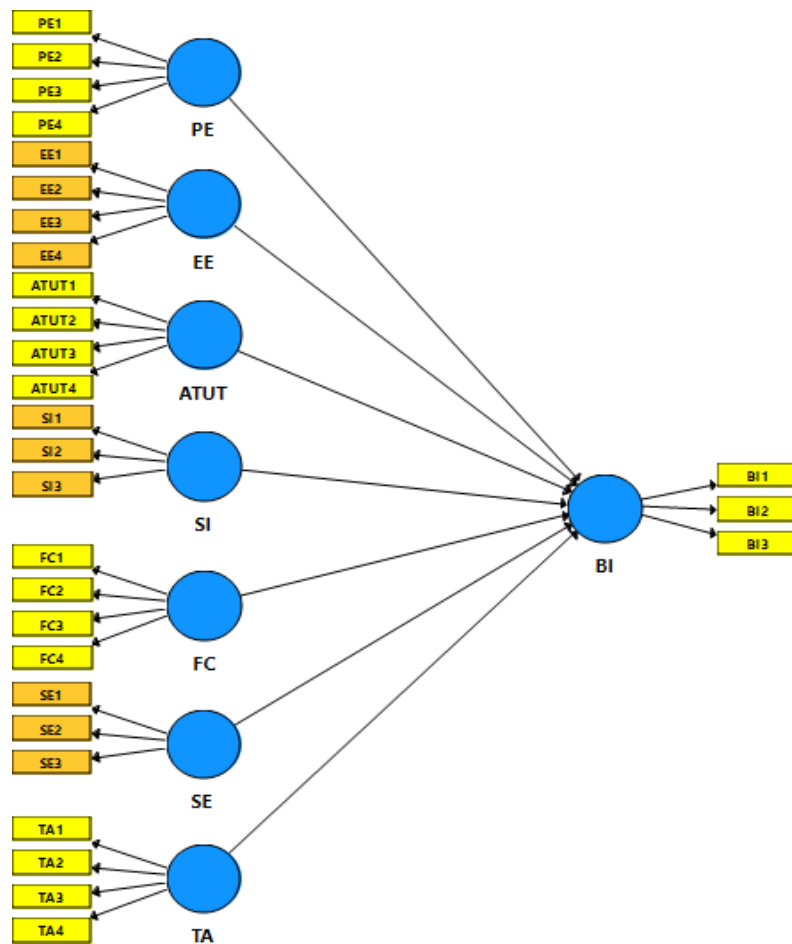 PE1
PE2
PE3
PE4
PE
EE1
EE2
EE3
EE4
EE
ATUT1
ATUT2
ATUT3
ATUT4
ATUT
SI1
SI2
SI3
SI
FC1
FC2
FC3
FC4
FC
SE1
SE2
SE3
SE
TA1
TA2
TA3
TA4
TA
BI
BI1
BI2
BI3